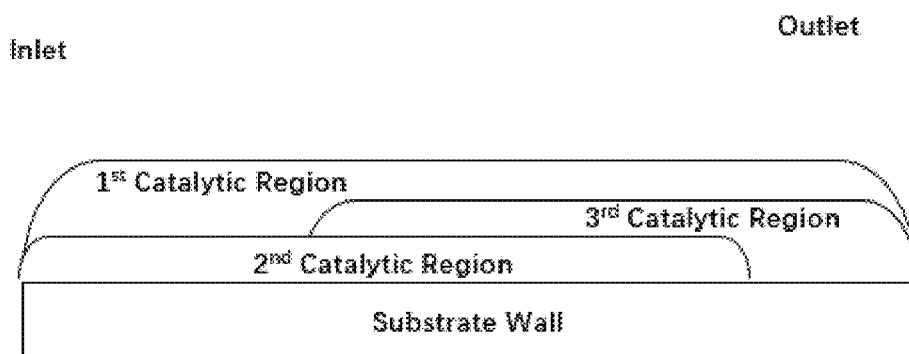 Outlet
Inlet
1st Catalytic Region
3rd Catalytic Region
2nd Catalytic Region
Substrate Wall